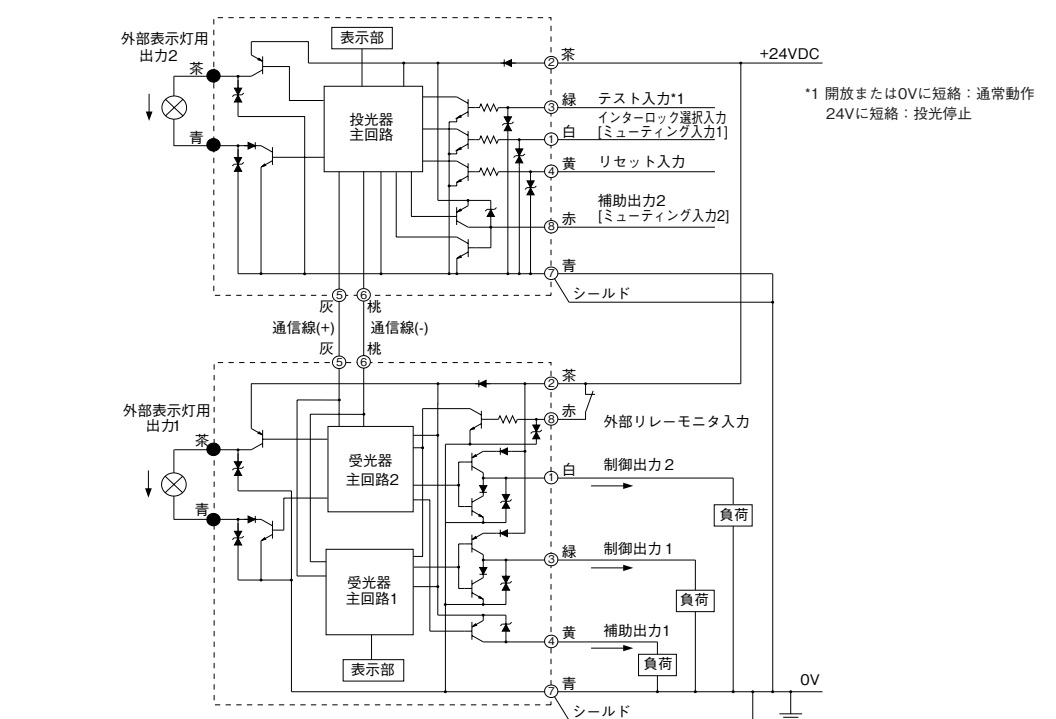 外部表示灯用
出力2
茶
青
表示部
投光器
主回路
②
茶
+24VDC
③
緑
テスト入力*1
①
白
インターロック選択入力
[ミューティング入力1]
④
黄
リセット入力
⑧
赤
補助出力2
[ミューティング入力2]
⑦
青
シールド
*1 開放または0Vに短絡：通常動作
24Vに短絡：投光停止
⑤
⑥
灰
桃
通信線(+)
通信線(-)
灰
桃
⑤
⑥
外部表示灯用
出力1
茶
青
受光器
主回路2
受光器
主回路1
表示部
②
茶
⑧
赤
外部リレーモニタ入力
①
白
制御出力2
負荷
③
緑
制御出力1
負荷
④
黄
補助出力1
負荷
⑦
青
0V
シールド